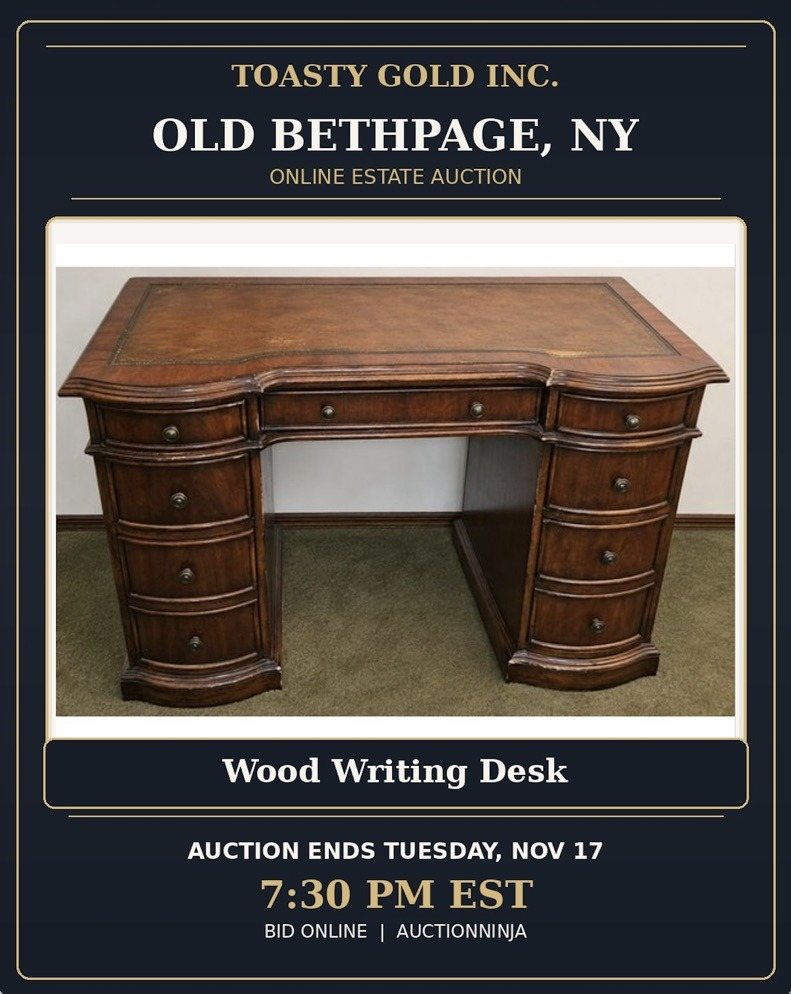 TOASTY GOLD INC.
OLD BETHPAGE, NY
ONLINE ESTATE AUCTION
Wood Writing Desk
AUCTION ENDS TUESDAY, NOV 17
7:30 PM EST
BID ONLINE | AUCTIONNINJA